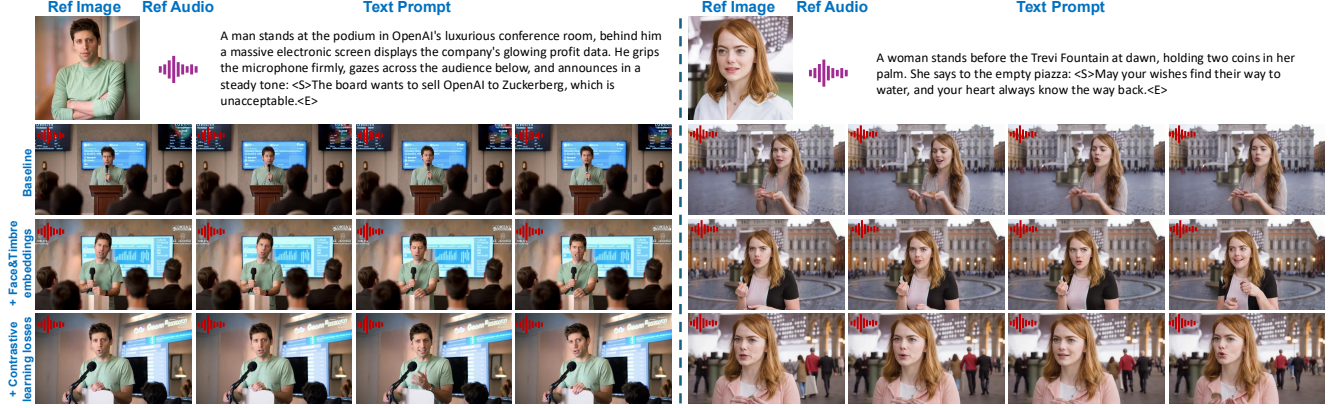 Ref Image
Ref Audio
Text Prompt
A man stands at the podium in OpenAI's luxurious conference room, behind him
a massive electronic screen displays the company's glowing profit data. He grips
the microphone firmly, gazes across the audience below, and announces in a
steady tone: <S>The board wants to sell OpenAI to Zuckerberg, which is
unacceptable.<E>
Ref Image
Ref Audio
Text Prompt
A woman stands before the Trevi Fountain at dawn, holding two coins in her
palm. She says to the empty piazza: <S>May your wishes find their way to
water, and your heart always know the way back.<E>
Baseline
+ Face&Timbre
embeddings
+ Contrastive
learning losses